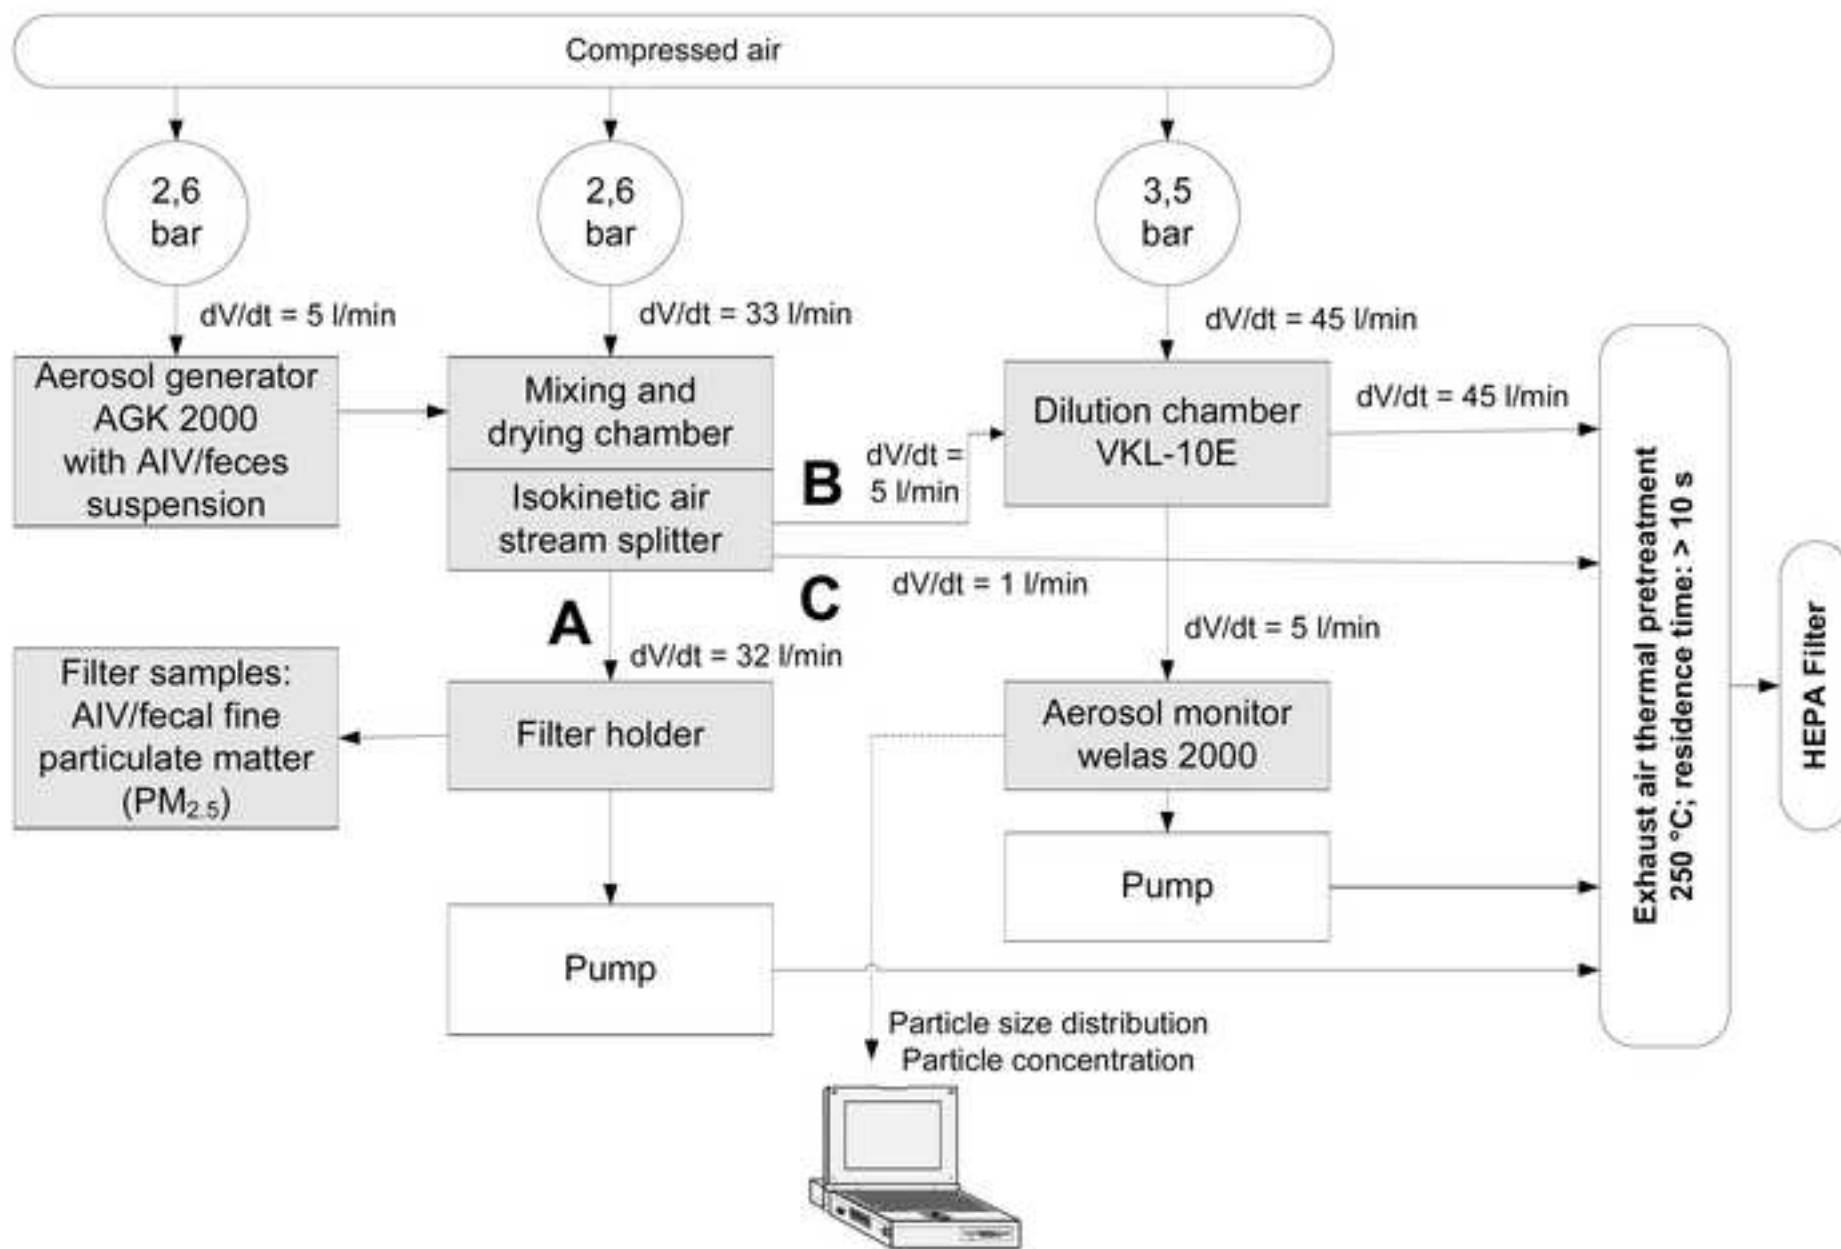 Compressed air
2,6
bar
2,6
bar
3,5
bar
dV/dt = 5 l/min
dV/dt = 33 l/min
dV/dt = 45 l/min
Aerosol generator
AGK 2000
with AIV/feces
suspension
Mixing and
drying chamber
Isokinetic air
stream splitter
B
dV/dt =
5 l/min
Dilution chamber
VKL-10E
dV/dt = 45 l/min
C
dV/dt = 1 l/min
A
dV/dt = 32 l/min
dV/dt = 5 l/min
Filter samples:
AIV/fecal fine
particulate matter
(PM2.5)
Filter holder
Aerosol monitor
welas 2000
Pump
Pump
Particle size distribution
Particle concentration
Exhaust air thermal pretreatment
250 °C; residence time: > 10 s
HEPA Filter